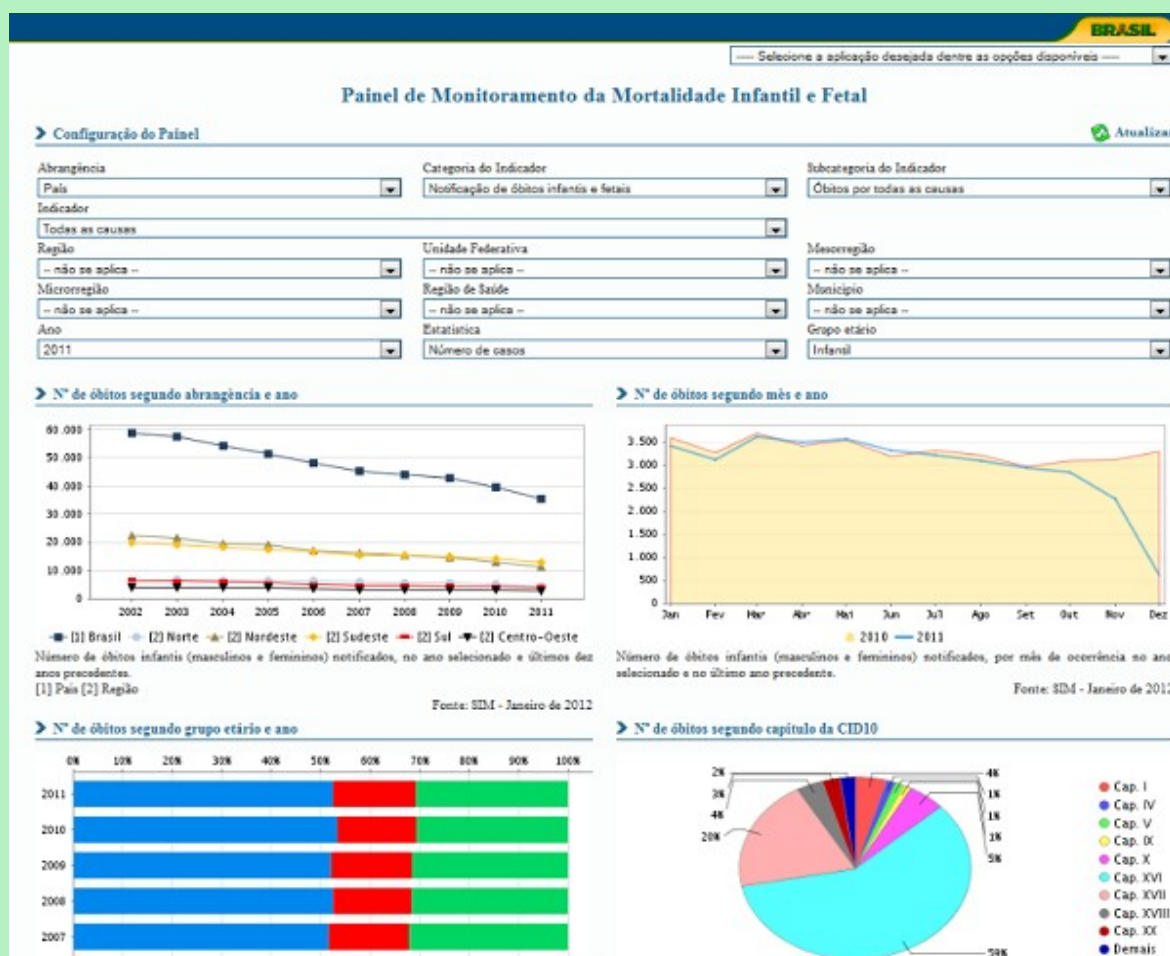 BRASIL
---- Selecione a aplicação desejada dentre as opções disponíveis ----
Painel de Monitoramento da Mortalidade Infantil e Fetal
Configuração do Painel
Atualizar
Abrangência
Categoria do Indicador
Subcategoria do Indicador
País
Notificação de óbitos infantis e fetais
Óbitos por todas as causas
Indicador
Todas as causas
Região
Unidade Federativa
Mesorregião
-- não se aplica --
-- não se aplica --
-- não se aplica --
Microrregião
Região de Saúde
Município
-- não se aplica --
-- não se aplica --
-- não se aplica --
Ano
Estatística
Grupo etário
2011
Número de casos
Infantil
Nº de óbitos segundo abrangência e ano
60.000
50.000
40.000
30.000
20.000
10.000
0
2002 2003 2004 2005 2006 2007 2008 2009 2010 2011
[1] Brasil [2] Norte [2] Nordeste [2] Sudeste [2] Sul [2] Centro-Oeste
Número de óbitos infantis (masculinos e femininos) notificados, no ano selecionado e últimos dez
anos precedentes.
[1] País [2] Região
Fonte: SIM - Janeiro de 2012
Nº de óbitos segundo mês e ano
3.500
3.000
2.500
2.000
1.500
1.000
500
0
Jan Fev Mar Abr Mai Jun Jul Ago Set Out Nov Dez
2010 2011
Número de óbitos infantis (masculinos e femininos) notificados, por mês de ocorrência no ano
selecionado e no último ano precedente.
Fonte: SIM - Janeiro de 2012
Nº de óbitos segundo grupo etário e ano
0% 10% 20% 30% 40% 50% 60% 70% 80% 90% 100%
2011
2010
2009
2008
2007
Nº de óbitos segundo capítulo da CID10
2%
3%
4%
20%
4%
1%
1%
1%
5%
59%
Cap. I
Cap. IV
Cap. V
Cap. IX
Cap. X
Cap. XVI
Cap. XVII
Cap. XVIII
Cap. XX
Demais